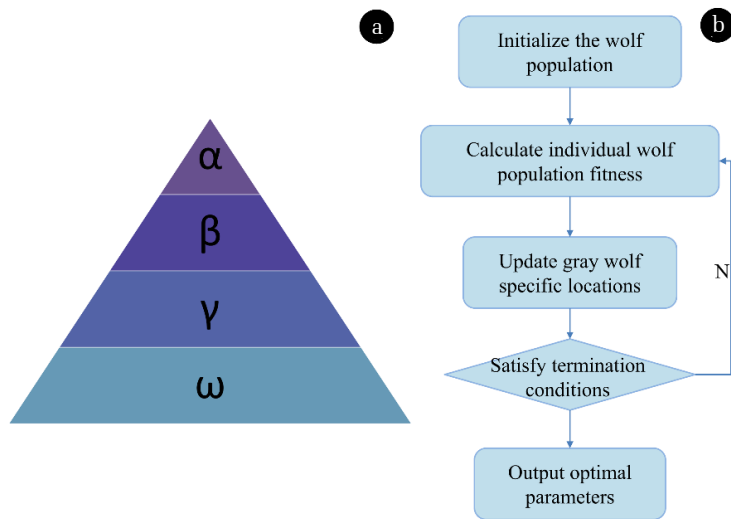 a
α
β
γ
ω
b
Initialize the wolf
population
Calculate individual wolf
population fitness
Update gray wolf
specific locations
N
Satisfy termination
conditions
Output optimal
parameters